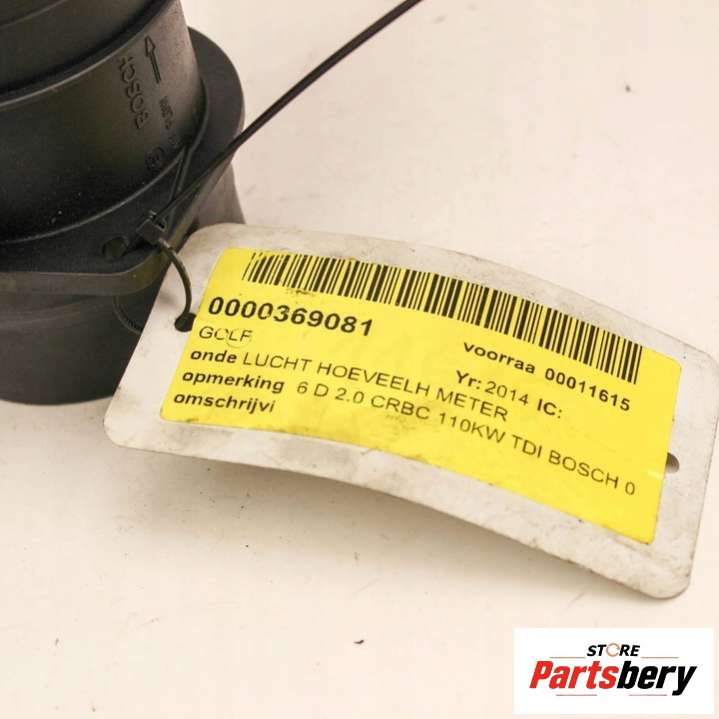 BOSCH
0000369081
voorraa 00011615
GOLF
Yr: 2014 IC:
onde LUCHT HOEVEELH METER
opmerking 6 D 2.0 CRBC 110KW TDI BOSCH 0
omschrijvi
STORE
Partsbery